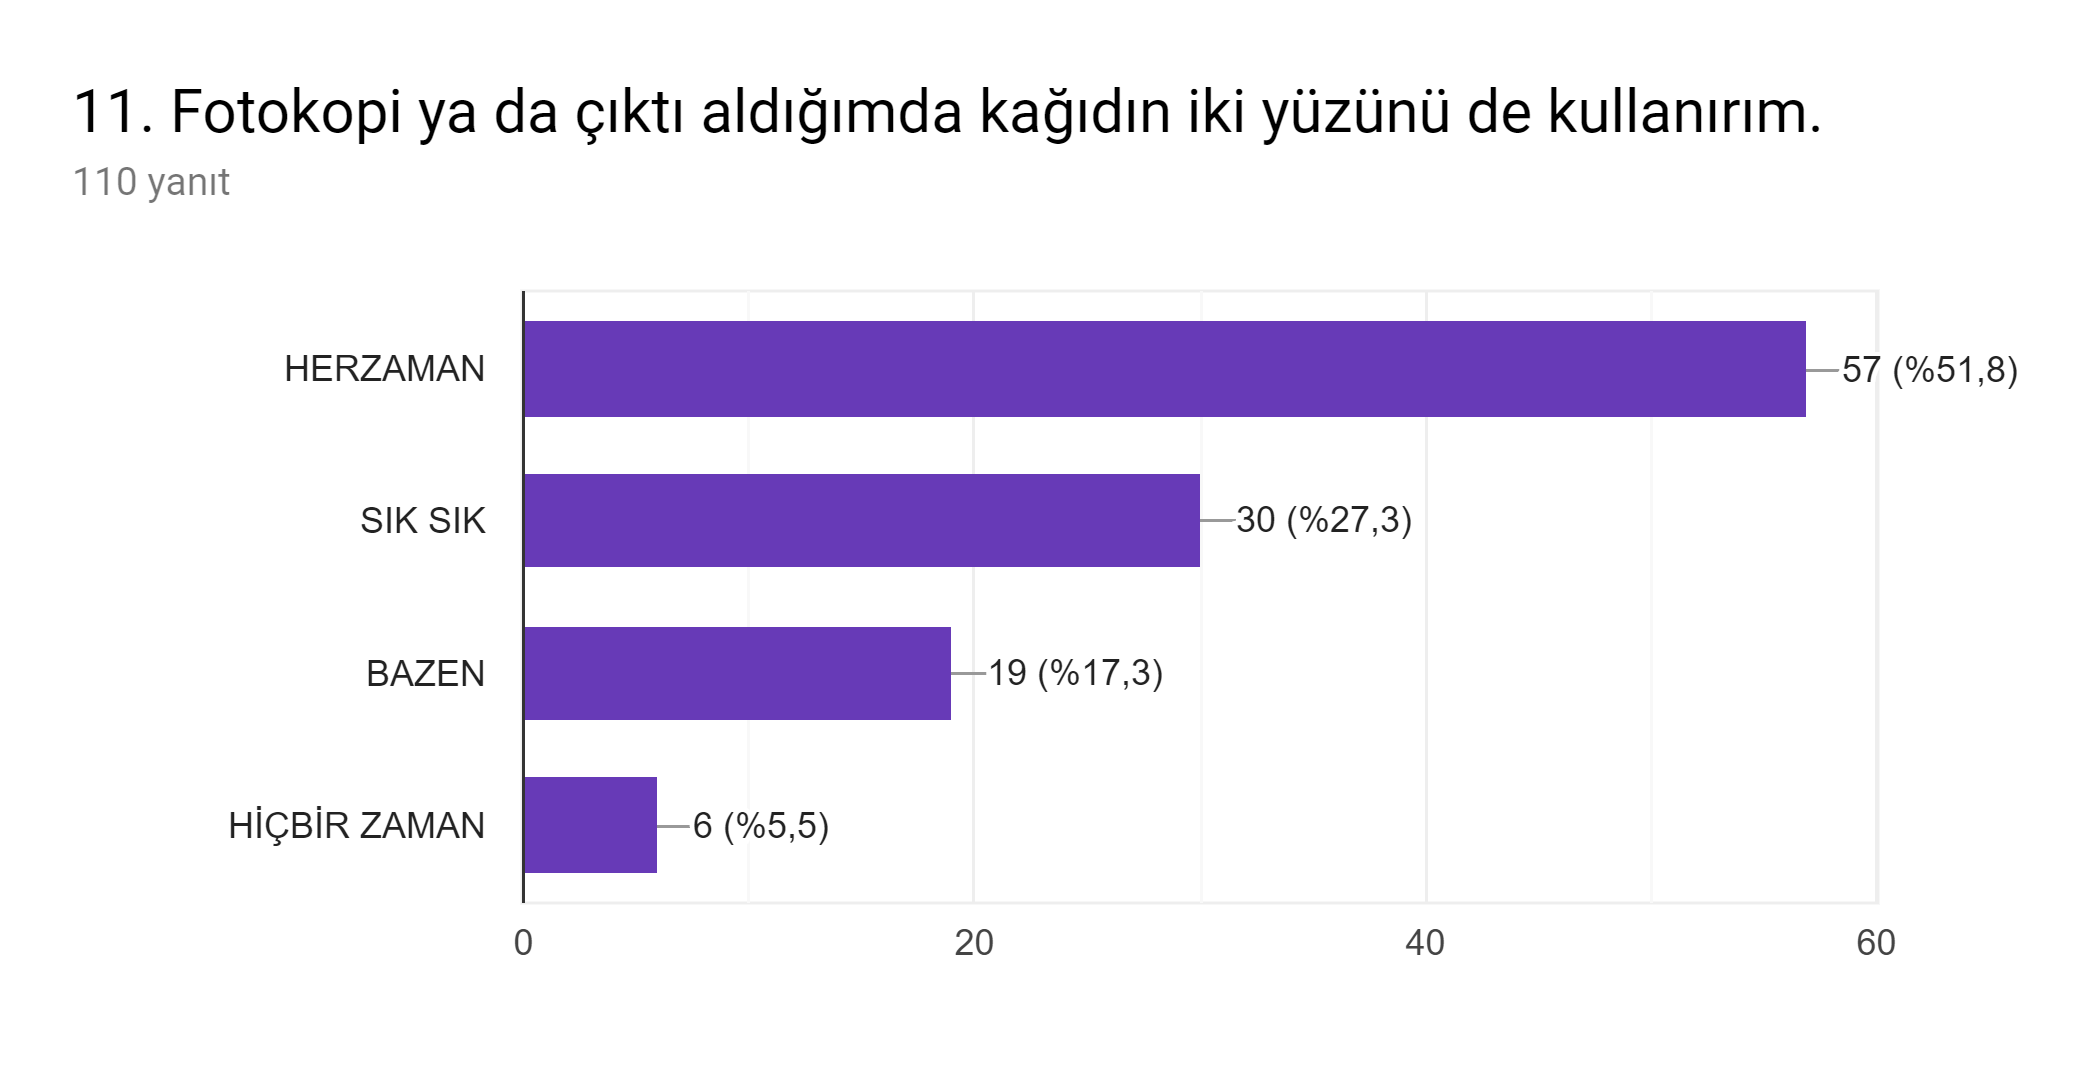 11. Fotokopi ya da çıktı aldığımda kağıdın iki yüzünü de kullanırım.
110 yanıt
HERZAMAN 57 (%51,8)
SIK SIK 30 (%27,3)
BAZEN 19 (%17,3)
HİÇBİR ZAMAN 6 (%5,5)
0 20 40 60